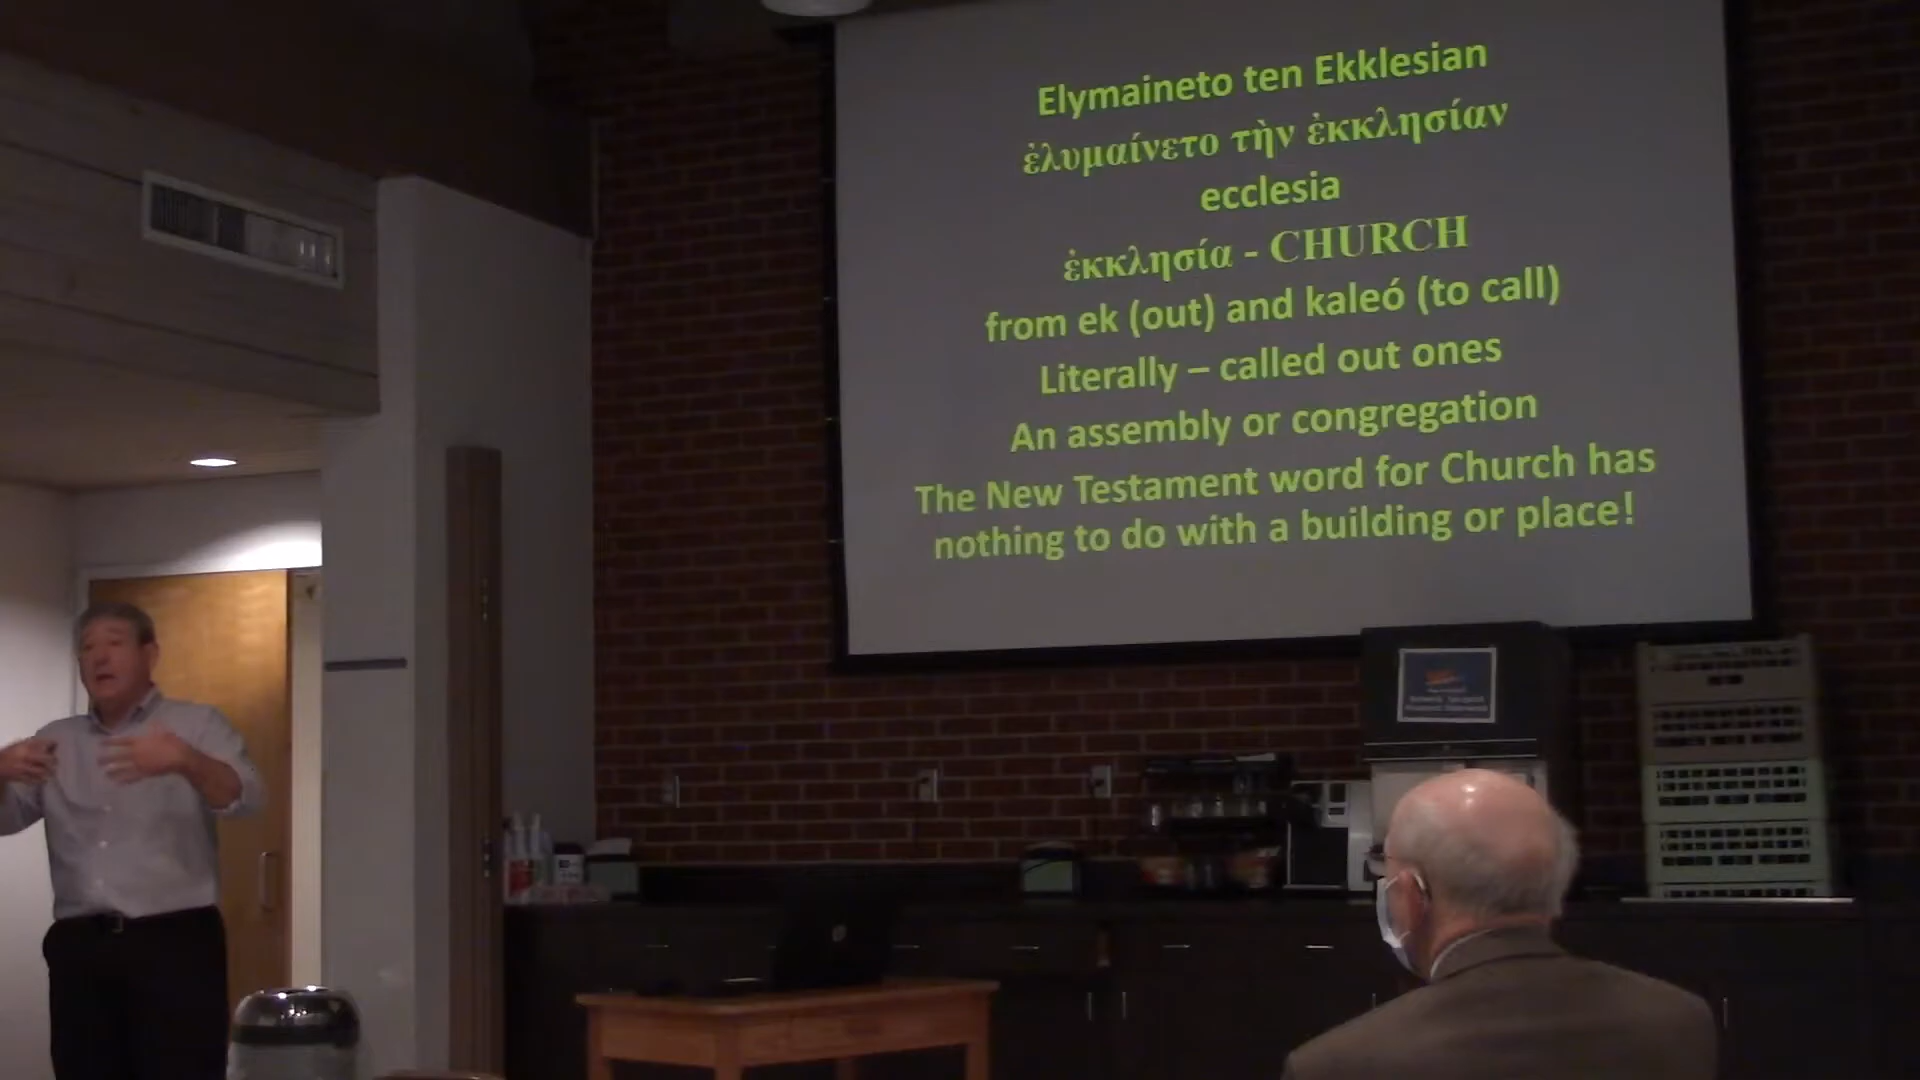 Elymaineto ten Ekklesian
ἐλυμαίνετο τὴν ἐκκλησίαν
ecclesia
ἐκκλησία - CHURCH
from ek (out) and kaleó (to call)
Literally – called out ones
An assembly or congregation
The New Testament word for Church has
nothing to do with a building or place!